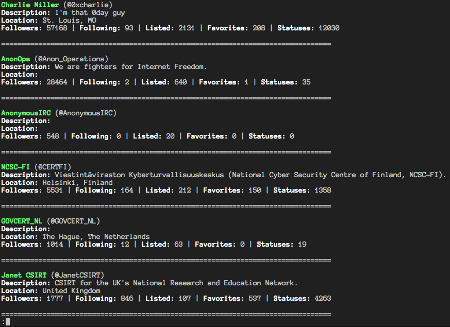 Charlie Miller (@0xcharlie)
Description: I'm that 0day guy
Location: St. Louis, MO
Followers: 57168 | Following: 93 | Listed: 2131 | Favorites: 208 | Statuses: 12030
================================================================================
AnonOps (@Anon_Operations)
Description: We are fighters for Internet Freedom.
Location:
Followers: 28464 | Following: 2 | Listed: 640 | Favorites: 1 | Statuses: 35
================================================================================
AnonymousIRC (@AnonymousIRC)
Description:
Location:
Followers: 548 | Following: 0 | Listed: 20 | Favorites: 0 | Statuses: 0
================================================================================
NCSC-FI (@CERTFI)
Description: Viestintäviraston Kyberturvallisuuskeskus (National Cyber Security Centre of Finland, NCSC-FI).
Location: Helsinki, Finland
Followers: 5531 | Following: 164 | Listed: 212 | Favorites: 150 | Statuses: 1358
================================================================================
GOVCERT_NL (@GOVCERT_NL)
Description:
Location: The Hague, The Netherlands
Followers: 1014 | Following: 12 | Listed: 63 | Favorites: 0 | Statuses: 19
================================================================================
Janet CSIRT (@JanetCSIRT)
Description: CSIRT for the UK's National Research and Education Network.
Location: United Kingdom
Followers: 1777 | Following: 846 | Listed: 107 | Favorites: 537 | Statuses: 4263
================================================================================
: